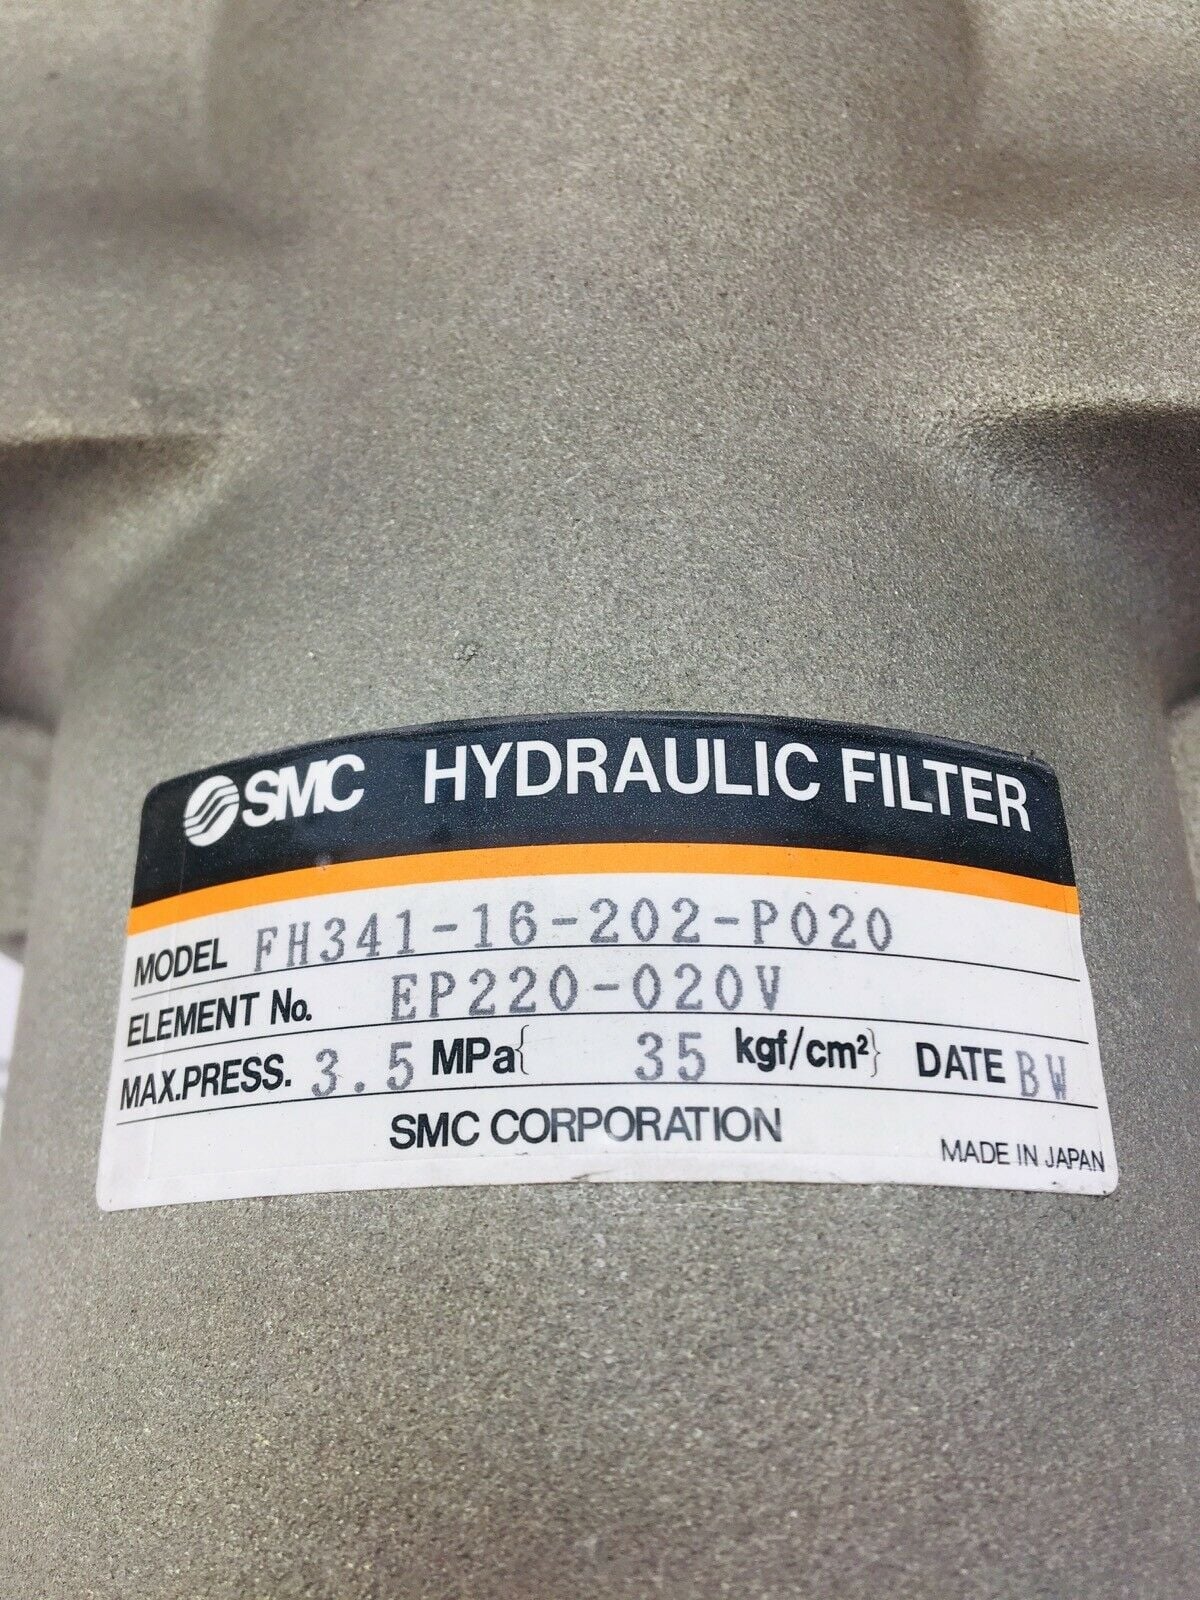 SMC HYDRAULIC FILTER
MODEL FH341-16-202-P020
ELEMENT No. EP220-020V
MAX.PRESS. 3.5 MPa{ 35 kgf/cm²} DATE BW
SMC CORPORATION
MADE IN JAPAN